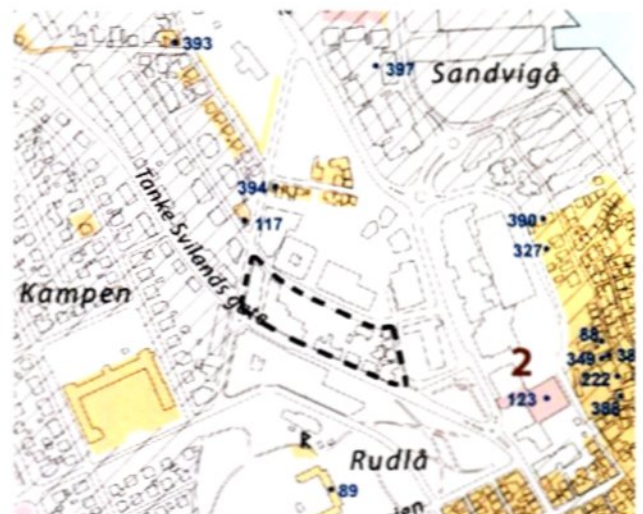 393
397
Sandvigå
394
117
390
327
Tanke Svilands gate
Kampen
88
349
38
222
2
123
388
R
Rudlå
89